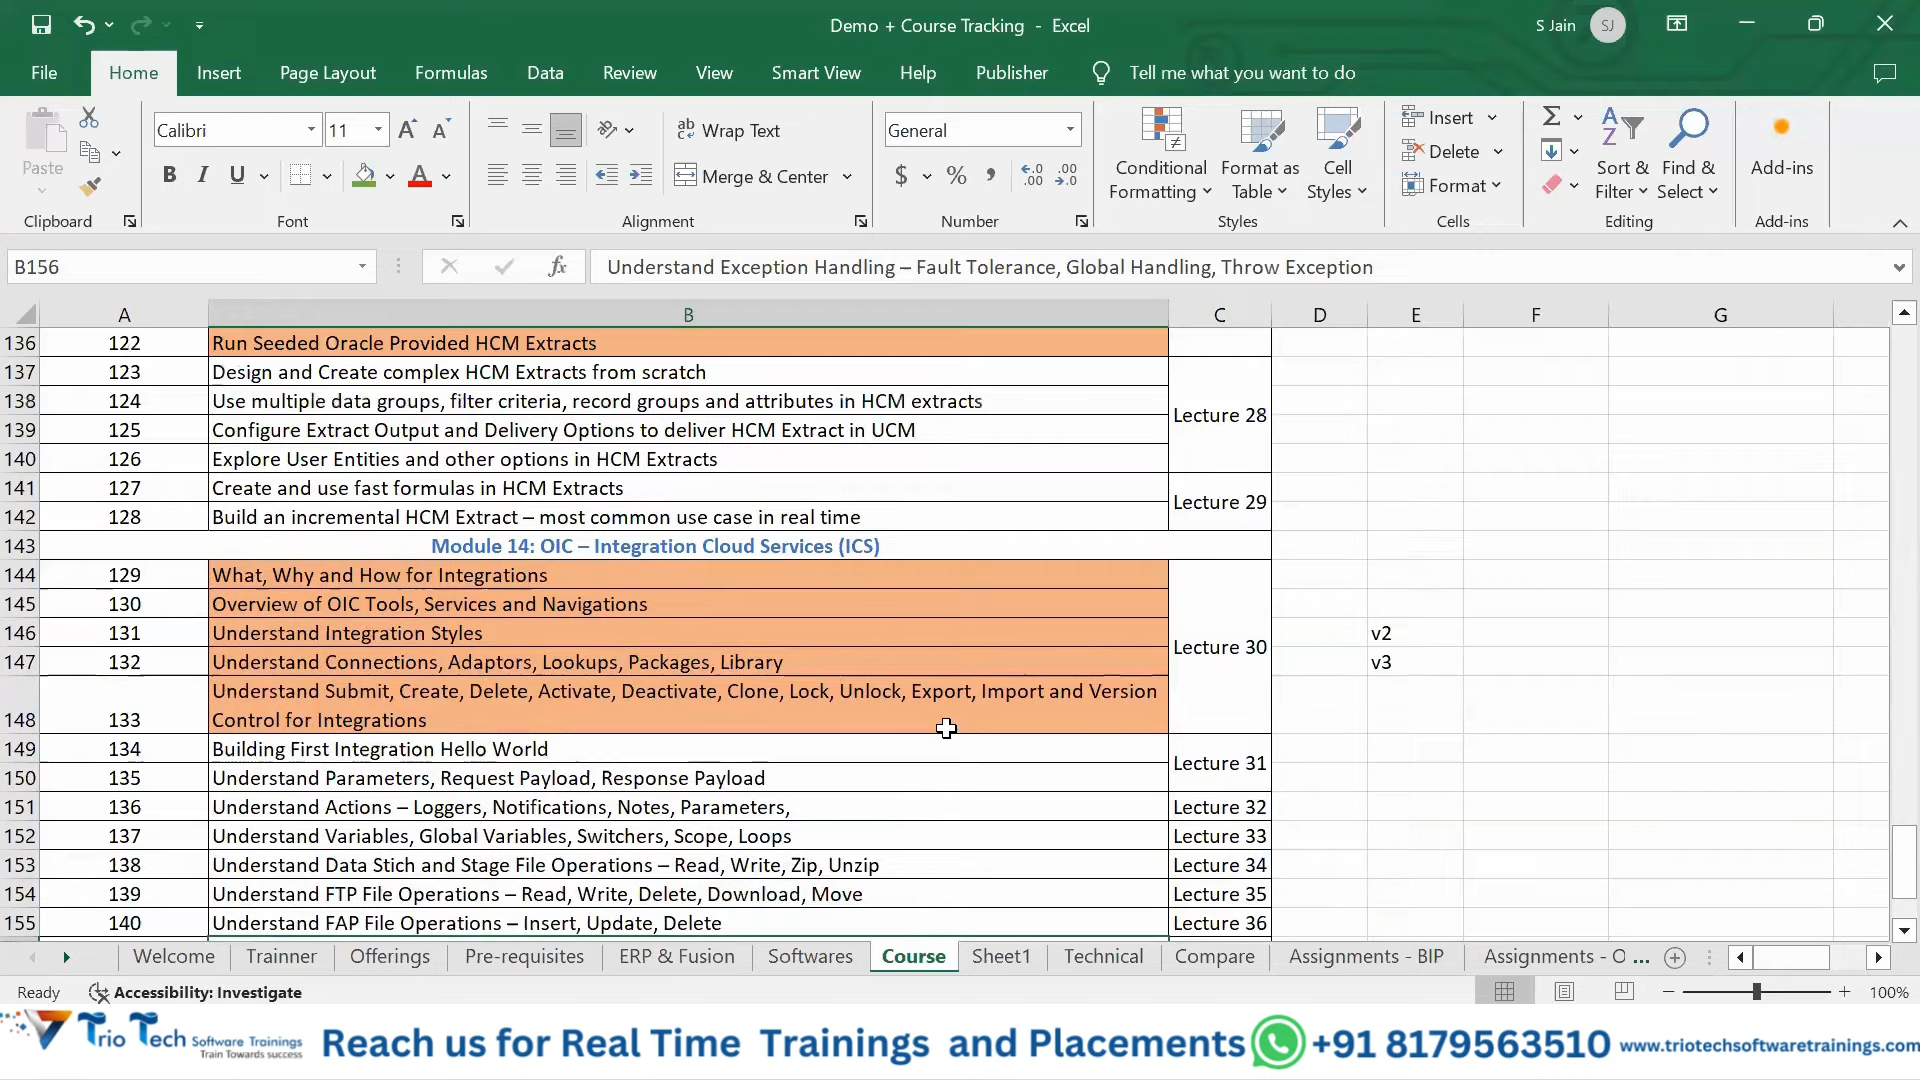 Demo + Course Tracking - Excel
S Jain
SJ
File Home Insert Page Layout Formulas Data Review View Smart View Help Publisher Tell me what you want to do
Paste
Clipboard
Calibri 11
B I U
Font
Wrap Text
Merge & Center
Alignment
General
Number
Conditional Formatting
Format as Table
Cell Styles
Styles
Insert
Delete
Format
Cells
Sort & Filter
Find & Select
Editing
Add-ins
Add-ins
B156
fx
Understand Exception Handling – Fault Tolerance, Global Handling, Throw Exception
A B C D E F G
136 122 Run Seeded Oracle Provided HCM Extracts
137 123 Design and Create complex HCM Extracts from scratch
138 124 Use multiple data groups, filter criteria, record groups and attributes in HCM extracts
Lecture 28
139 125 Configure Extract Output and Delivery Options to deliver HCM Extract in UCM
140 126 Explore User Entities and other options in HCM Extracts
141 127 Create and use fast formulas in HCM Extracts
Lecture 29
142 128 Build an incremental HCM Extract – most common use case in real time
143 Module 14: OIC – Integration Cloud Services (ICS)
144 129 What, Why and How for Integrations
145 130 Overview of OIC Tools, Services and Navigations
146 131 Understand Integration Styles v2
Lecture 30
147 132 Understand Connections, Adaptors, Lookups, Packages, Library v3
Understand Submit, Create, Delete, Activate, Deactivate, Clone, Lock, Unlock, Export, Import and Version
148 133 Control for Integrations
149 134 Building First Integration Hello World
Lecture 31
150 135 Understand Parameters, Request Payload, Response Payload
151 136 Understand Actions – Loggers, Notifications, Notes, Parameters, Lecture 32
152 137 Understand Variables, Global Variables, Switchers, Scope, Loops Lecture 33
153 138 Understand Data Stich and Stage File Operations – Read, Write, Zip, Unzip Lecture 34
154 139 Understand FTP File Operations – Read, Write, Delete, Download, Move Lecture 35
155 140 Understand FAP File Operations – Insert, Update, Delete Lecture 36
Welcome Trainner Offerings Pre-requisites ERP & Fusion Softwares Course Sheet1 Technical Compare Assignments - BIP Assignments - O ...
Ready Accessibility: Investigate 100%
Trio Tech Software Trainings
Train Towards success
Reach us for Real Time Trainings and Placements +91 8179563510 www.triotechsoftwaretrainings.com